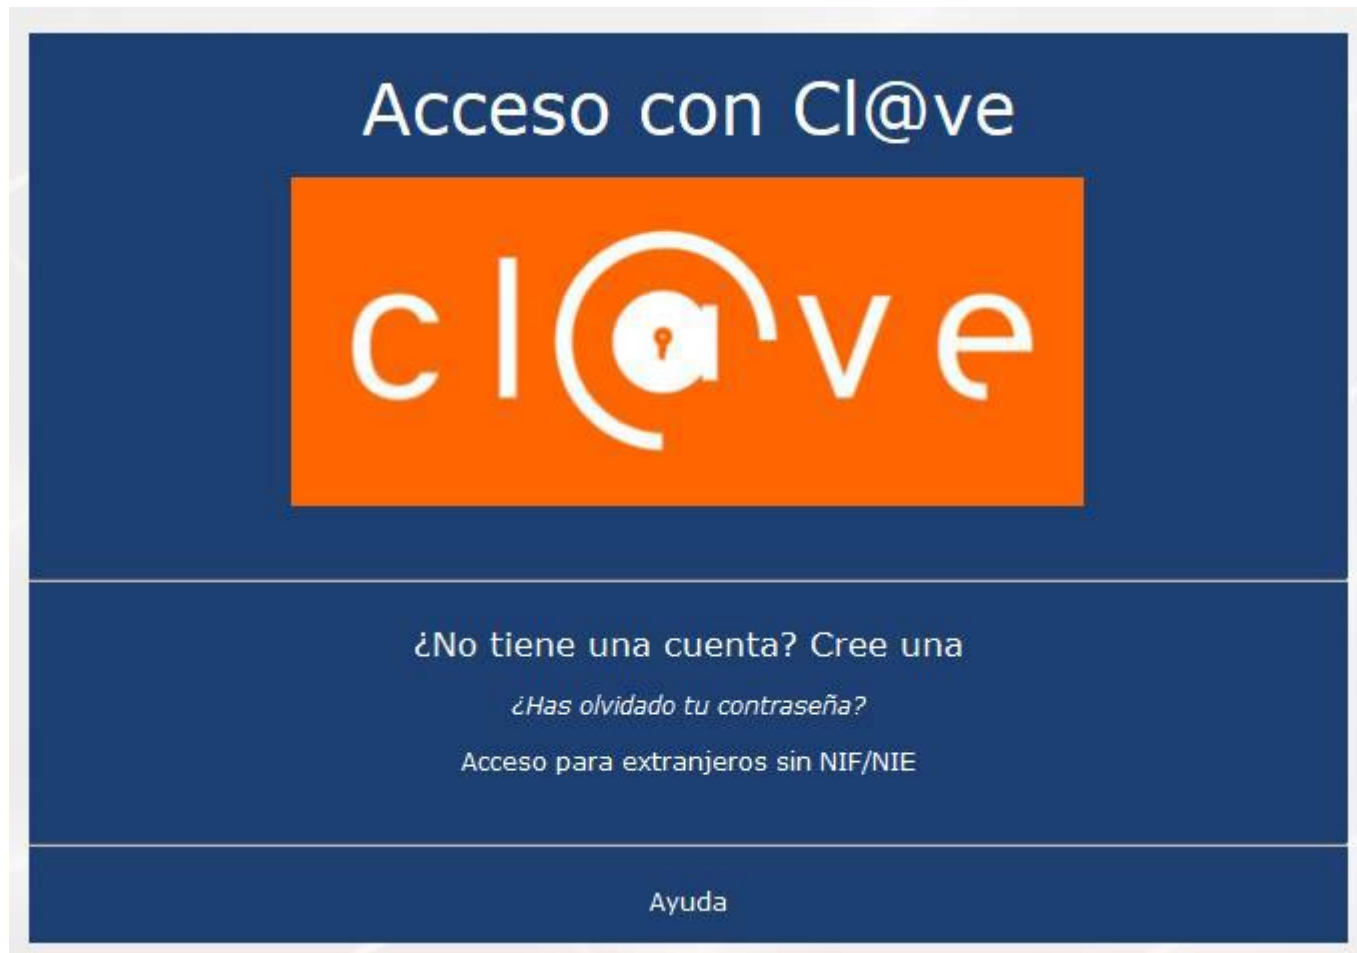 Acceso con Cl@ve
cl@ve
¿No tiene una cuenta? Cree una
¿Has olvidado tu contraseña?
Acceso para extranjeros sin NIF/NIE
Ayuda